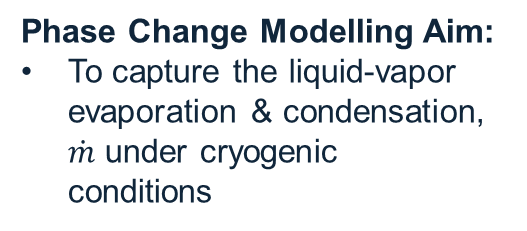 Phase Change Modelling Aim:
• To capture the liquid-vapor
evaporation & condensation,
ṁ under cryogenic
conditions